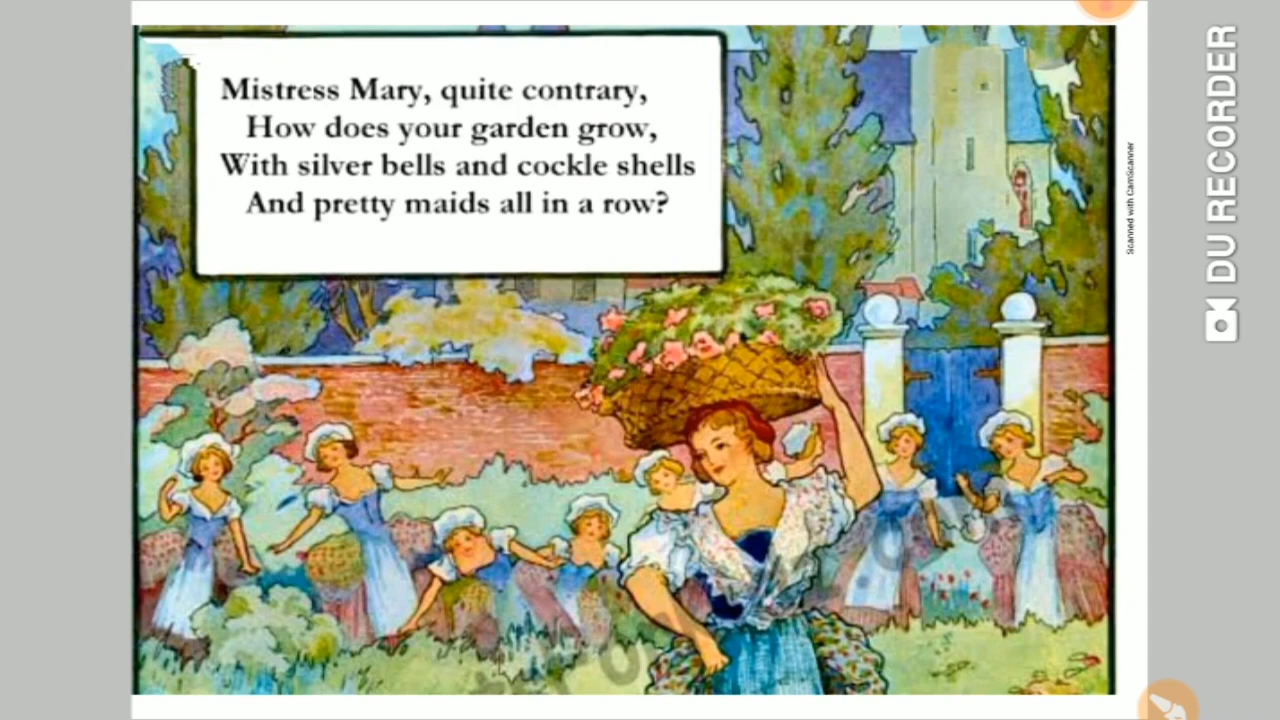 Mistress Mary, quite contrary,
How does your garden grow,
With silver bells and cockle shells
And pretty maids all in a row?
Scanned with CamScanner
DU RECORDER